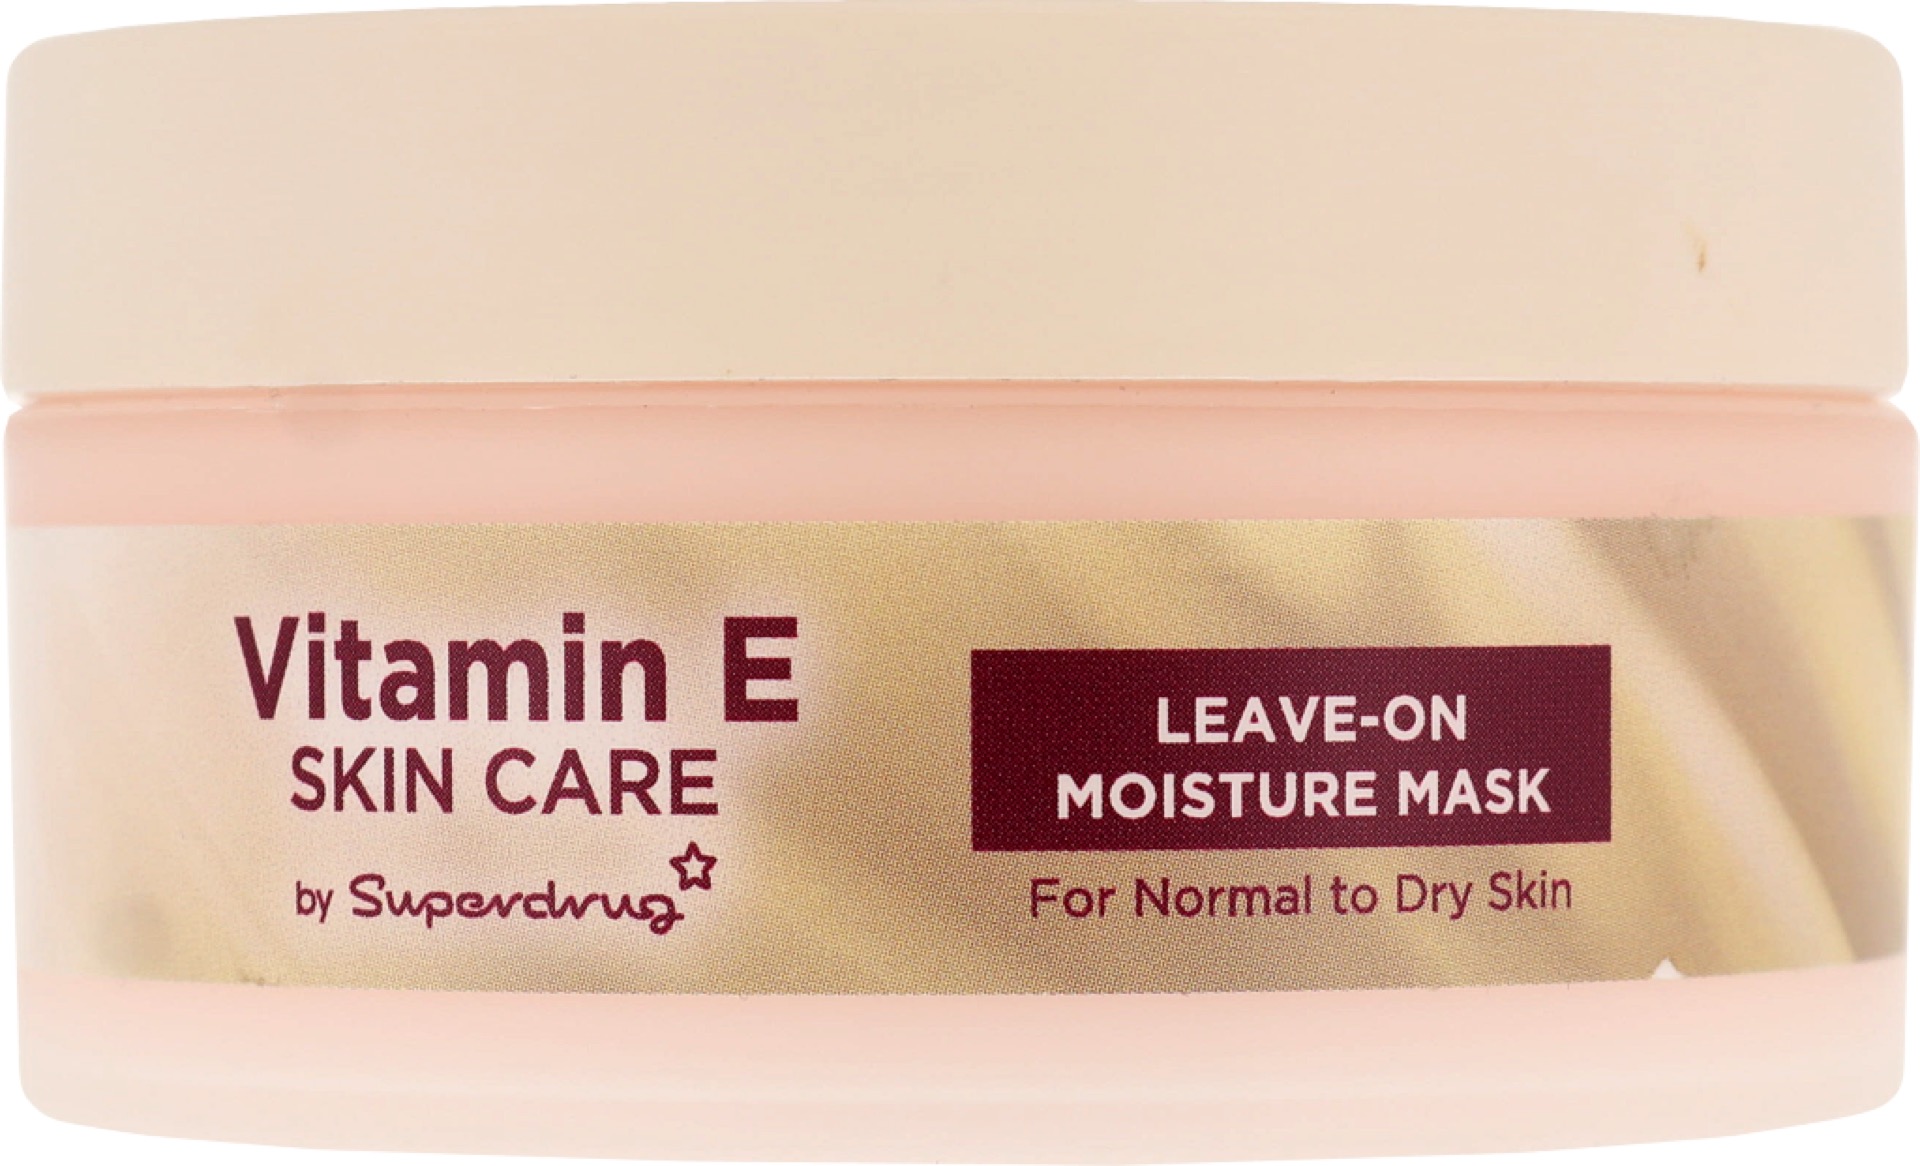 Vitamin E
SKIN CARE
by Superdrug
LEAVE-ON
MOISTURE MASK
For Normal to Dry Skin